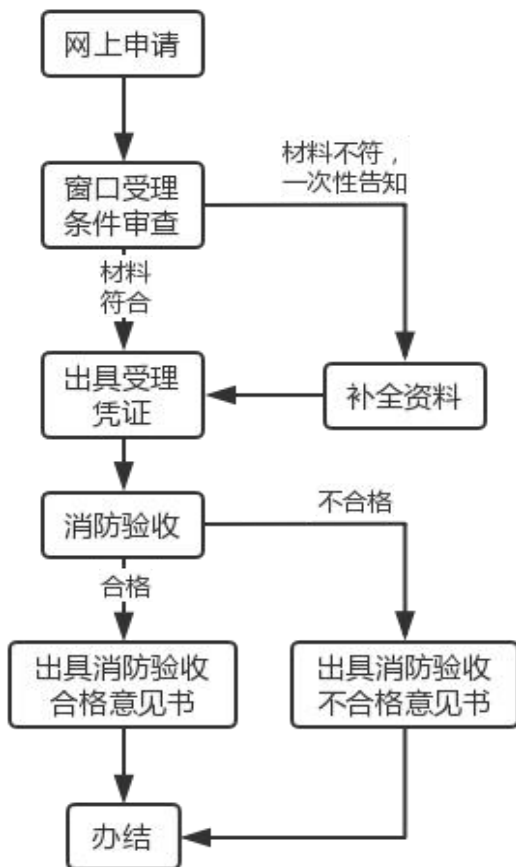 网上申请
材料不符，
一次性告知
窗口受理
条件审查
材料
符合
出具受理
凭证
补全资料
消防验收
不合格
合格
出具消防验收
合格意见书
出具消防验收
不合格意见书
办结